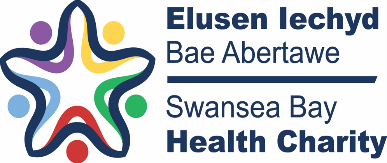 Elusen Iechyd
Bae Abertawe
Swansea Bay
Health Charity